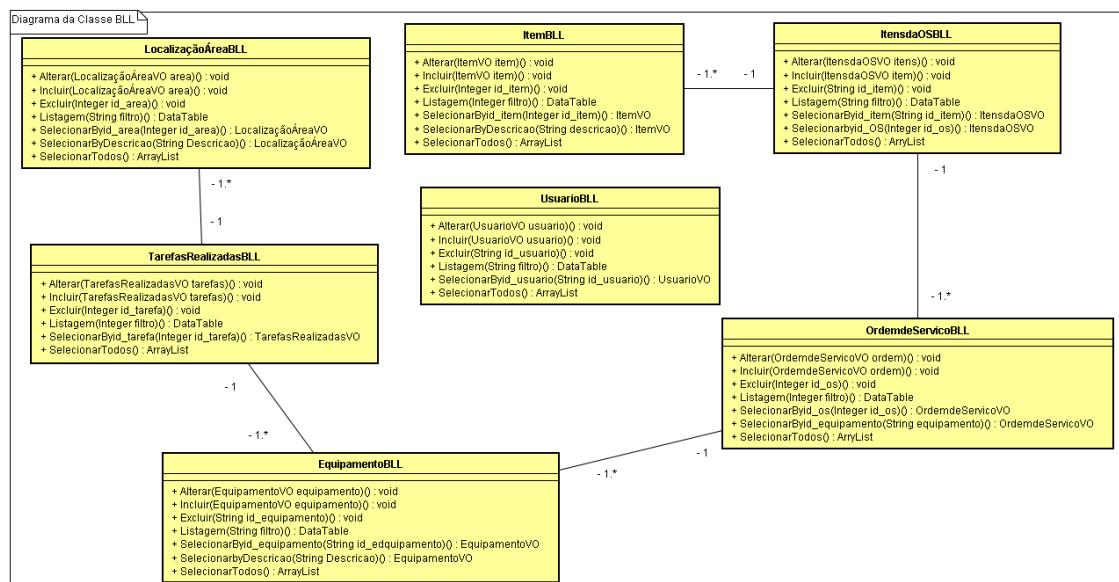 Diagrama da Classe BLL
LocalizaçãoÁreaBLL
+ Alterar(LocalizaçãoÁreaVO area)() : void
+ Incluir(LocalizaçãoÁreaVO area)() : void
+ Excluir(Integer id_area)() : void
+ Listagem(String filtro)() : DataTable
+ SelecionarByid_area(Integer id_area)() : LocalizaçãoÁreaVO
+ SelecionarByDescricao(String Descricao)() : LocalizaçãoÁreaVO
+ SelecionarTodos() : ArrayList
ItemBLL
+ Alterar(ItemVO item)() : void
+ Incluir(ItemVO item)() : void
+ Excluir(Integer id_item)() : void
+ Listagem(Integer filtro)() : DataTable
+ SelecionarByid_item(Integer id_item)() : ItemVO
+ SelecionarByDescricao(String descricao)() : ItemVO
+ SelecionarTodos() : ArrayList
- 1.*
- 1
ItensdaOSBLL
+ Alterar(ItensdaOSVO itens)() : void
+ Incluir(ItensdaOSVO itens)() : void
+ Excluir(String id_item)() : void
+ Listagem(String filtro)() : DataTable
+ SelecionarByid_item(String id_item)() : ItensdaOSVO
+ Selecionarbyid_OS(Integer id_os)() : ItensdaOSVO
+ SelecionarTodos() : ArryList
- 1.*
- 1
- 1
- 1.*
UsuarioBLL
+ Alterar(UsuarioVO usuario)() : void
+ Incluir(UsuarioVO usuario)() : void
+ Excluir(String id_usuario)() : void
+ Listagem(String filtro)() : DataTable
+ SelecionarByid_usuario(String id_usuario)() : UsuarioVO
+ SelecionarTodos() : ArrayList
TarefasRealizadasBLL
+ Alterar(TarefasRealizadasVO tarefas)() : void
+ Incluir(TarefasRealizadasVO tarefas)() : void
+ Excluir(Integer id_tarefa)() : void
+ Listagem(Integer filtro)() : DataTable
+ SelecionarByid_tarefa(Integer id_tarefa)() : TarefasRealizadasVO
+ SelecionarTodos() : ArrayList
OrdemdeServicoBLL
+ Alterar(OrdemdeServicoVO ordem)() : void
+ Incluir(OrdemdeServicoVO ordem)() : void
+ Excluir(Integer id_os)() : void
+ Listagem(Integer filtro)() : DataTable
+ SelecionarByid_os(Integer id_os)() : OrdemdeServicoVO
+ SelecionarByid_equipamento(String equipamento)() : OrdemdeServicoVO
+ SelecionarTodos() : ArryList
- 1
- 1.*
- 1
- 1.*
EquipamentoBLL
+ Alterar(EquipamentoVO equipamento)() : void
+ Incluir(EquipamentoVO equipamento)() : void
+ Excluir(String id_equipamento)() : void
+ Listagem(String filtro)() : DataTable
+ SelecionarByid_equipamento(String id_edquipamento)() : EquipamentoVO
+ SelecionarbyDescricao(String Descricao)() : EquipamentoVO
+ SelecionarTodos() : ArrayList